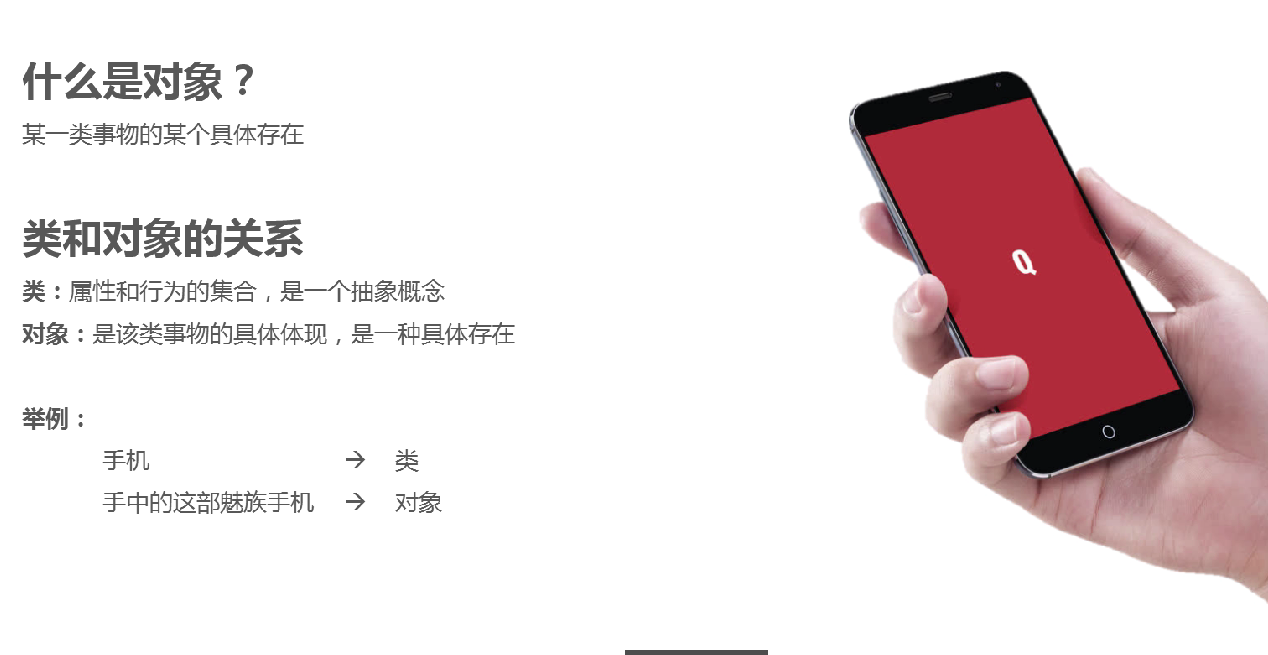 什么是对象？
某一类事物的某个具体存在
类和对象的关系
类：属性和行为的集合，是一个抽象概念
对象：是该类事物的具体体现，是一种具体存在
举例：
手机 → 类
手中的这部魅族手机 → 对象
Q